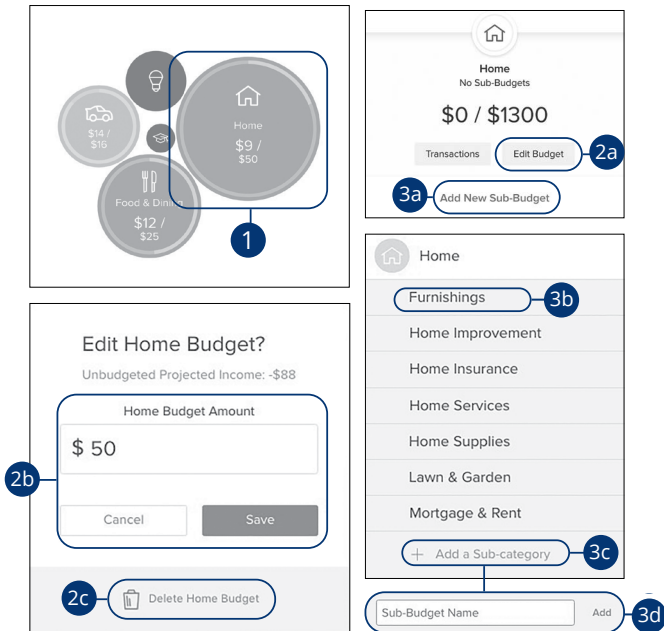 Home
$9 /
$50
$14 /
$16
Food & Dining
$12 /
$25
1
Home
No Sub-Budgets
$0 / $1300
Transactions
Edit Budget
2a
3a
Add New Sub-Budget
Home
Furnishings
3b
Home Improvement
Home Insurance
Home Services
Home Supplies
Lawn & Garden
Mortgage & Rent
+ Add a Sub-category
3c
Sub-Budget Name
Add
3d
Edit Home Budget?
Unbudgeted Projected Income: -$88
Home Budget Amount
$ 50
2b
Cancel
Save
2c
Delete Home Budget